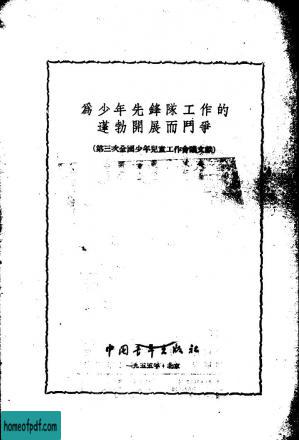 爲少年先鋒隊工作的
蓬勃開展而鬥爭
(第三次全國少年兒童工作會議文獻)
中国青年出版社
一九五五年·北京
homeofpdf.com